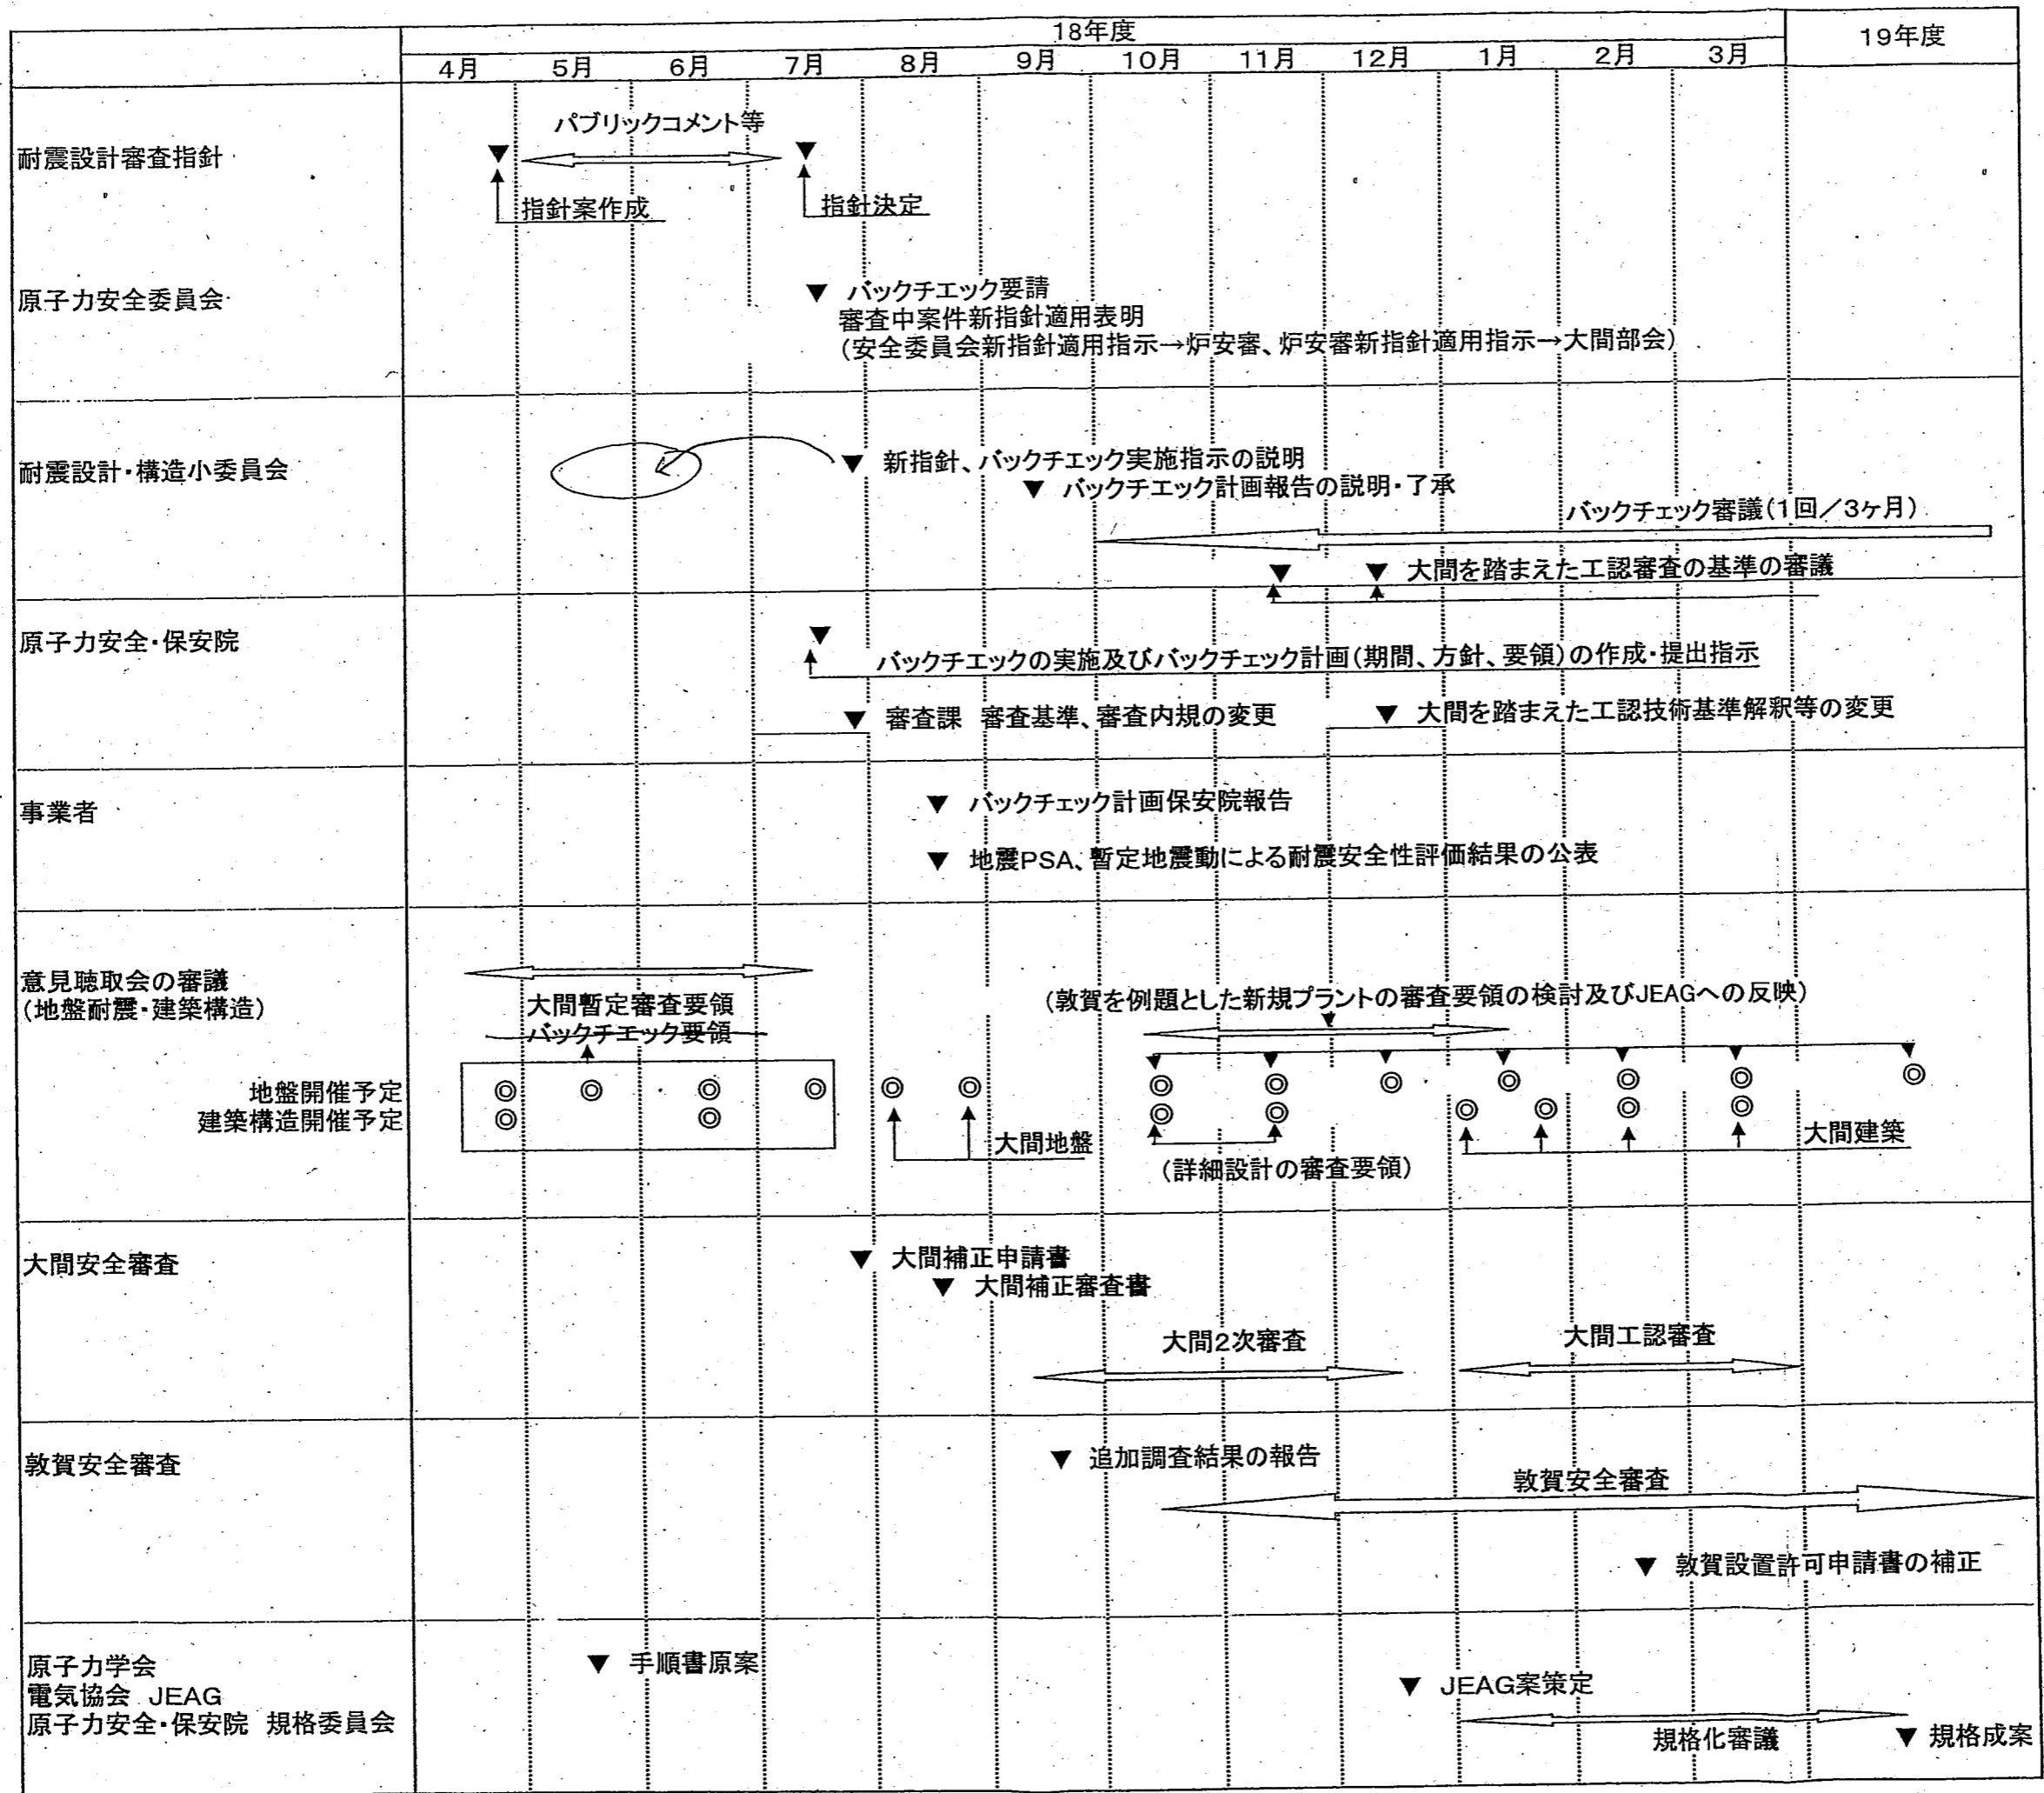 18年度
19年度
4月 5月 6月 7月 8月 9月 10月 11月 12月 1月 2月 3月
耐震設計審査指針
パブリックコメント等
▼ ▼
指針案作成
指針決定
原子力安全委員会
▼ バックチエック要請
審査中案件新指針適用表明
(安全委員会新指針適用指示→炉安審、炉安審新指針適用指示→大間部会)
耐震設計・構造小委員会
▼ 新指針、バックチエック実施指示の説明
▼ バックチエック計画報告の説明・了承
バックチェック審議(1回/3ヶ月)
▼ ▼ 大間を踏まえた工認審査の基準の審議
原子力安全・保安院
▼
バックチエックの実施及びバックチェック計画(期間、方針、要領)の作成・提出指示
▼ 審査課 審査基準、審査内規の変更
▼ 大間を踏まえた工認技術基準解釈等の変更
事業者
▼ バックチェック計画保安院報告
▼ 地震PSA、暫定地震動による耐震安全性評価結果の公表
意見聴取会の審議
(地盤耐震・建築構造)
大間暫定審査要領
バックチエック要領
(敦賀を例題とした新規プラントの審査要領の検討及びJEAGへの反映)
地盤開催予定 ◎ ◎ ◎ ◎ ◎ ◎ ◎ ◎ ◎ ◎ ◎ ◎ ◎
建築構造開催予定 ◎ ◎ ◎ ◎ ◎ ◎ ◎ ◎
大間地盤
(詳細設計の審査要領)
大間建築
大間安全審査
▼ 大間補正申請書
▼ 大間補正審査書
大間2次審査
大間工認審査
敦賀安全審査
▼ 追加調査結果の報告
敦賀安全審査
▼ 敦賀設置許可申請書の補正
原子力学会
電気協会 JEAG
原子力安全・保安院 規格委員会
▼ 手順書原案
▼ JEAG案策定
規格化審議
▼ 規格成案